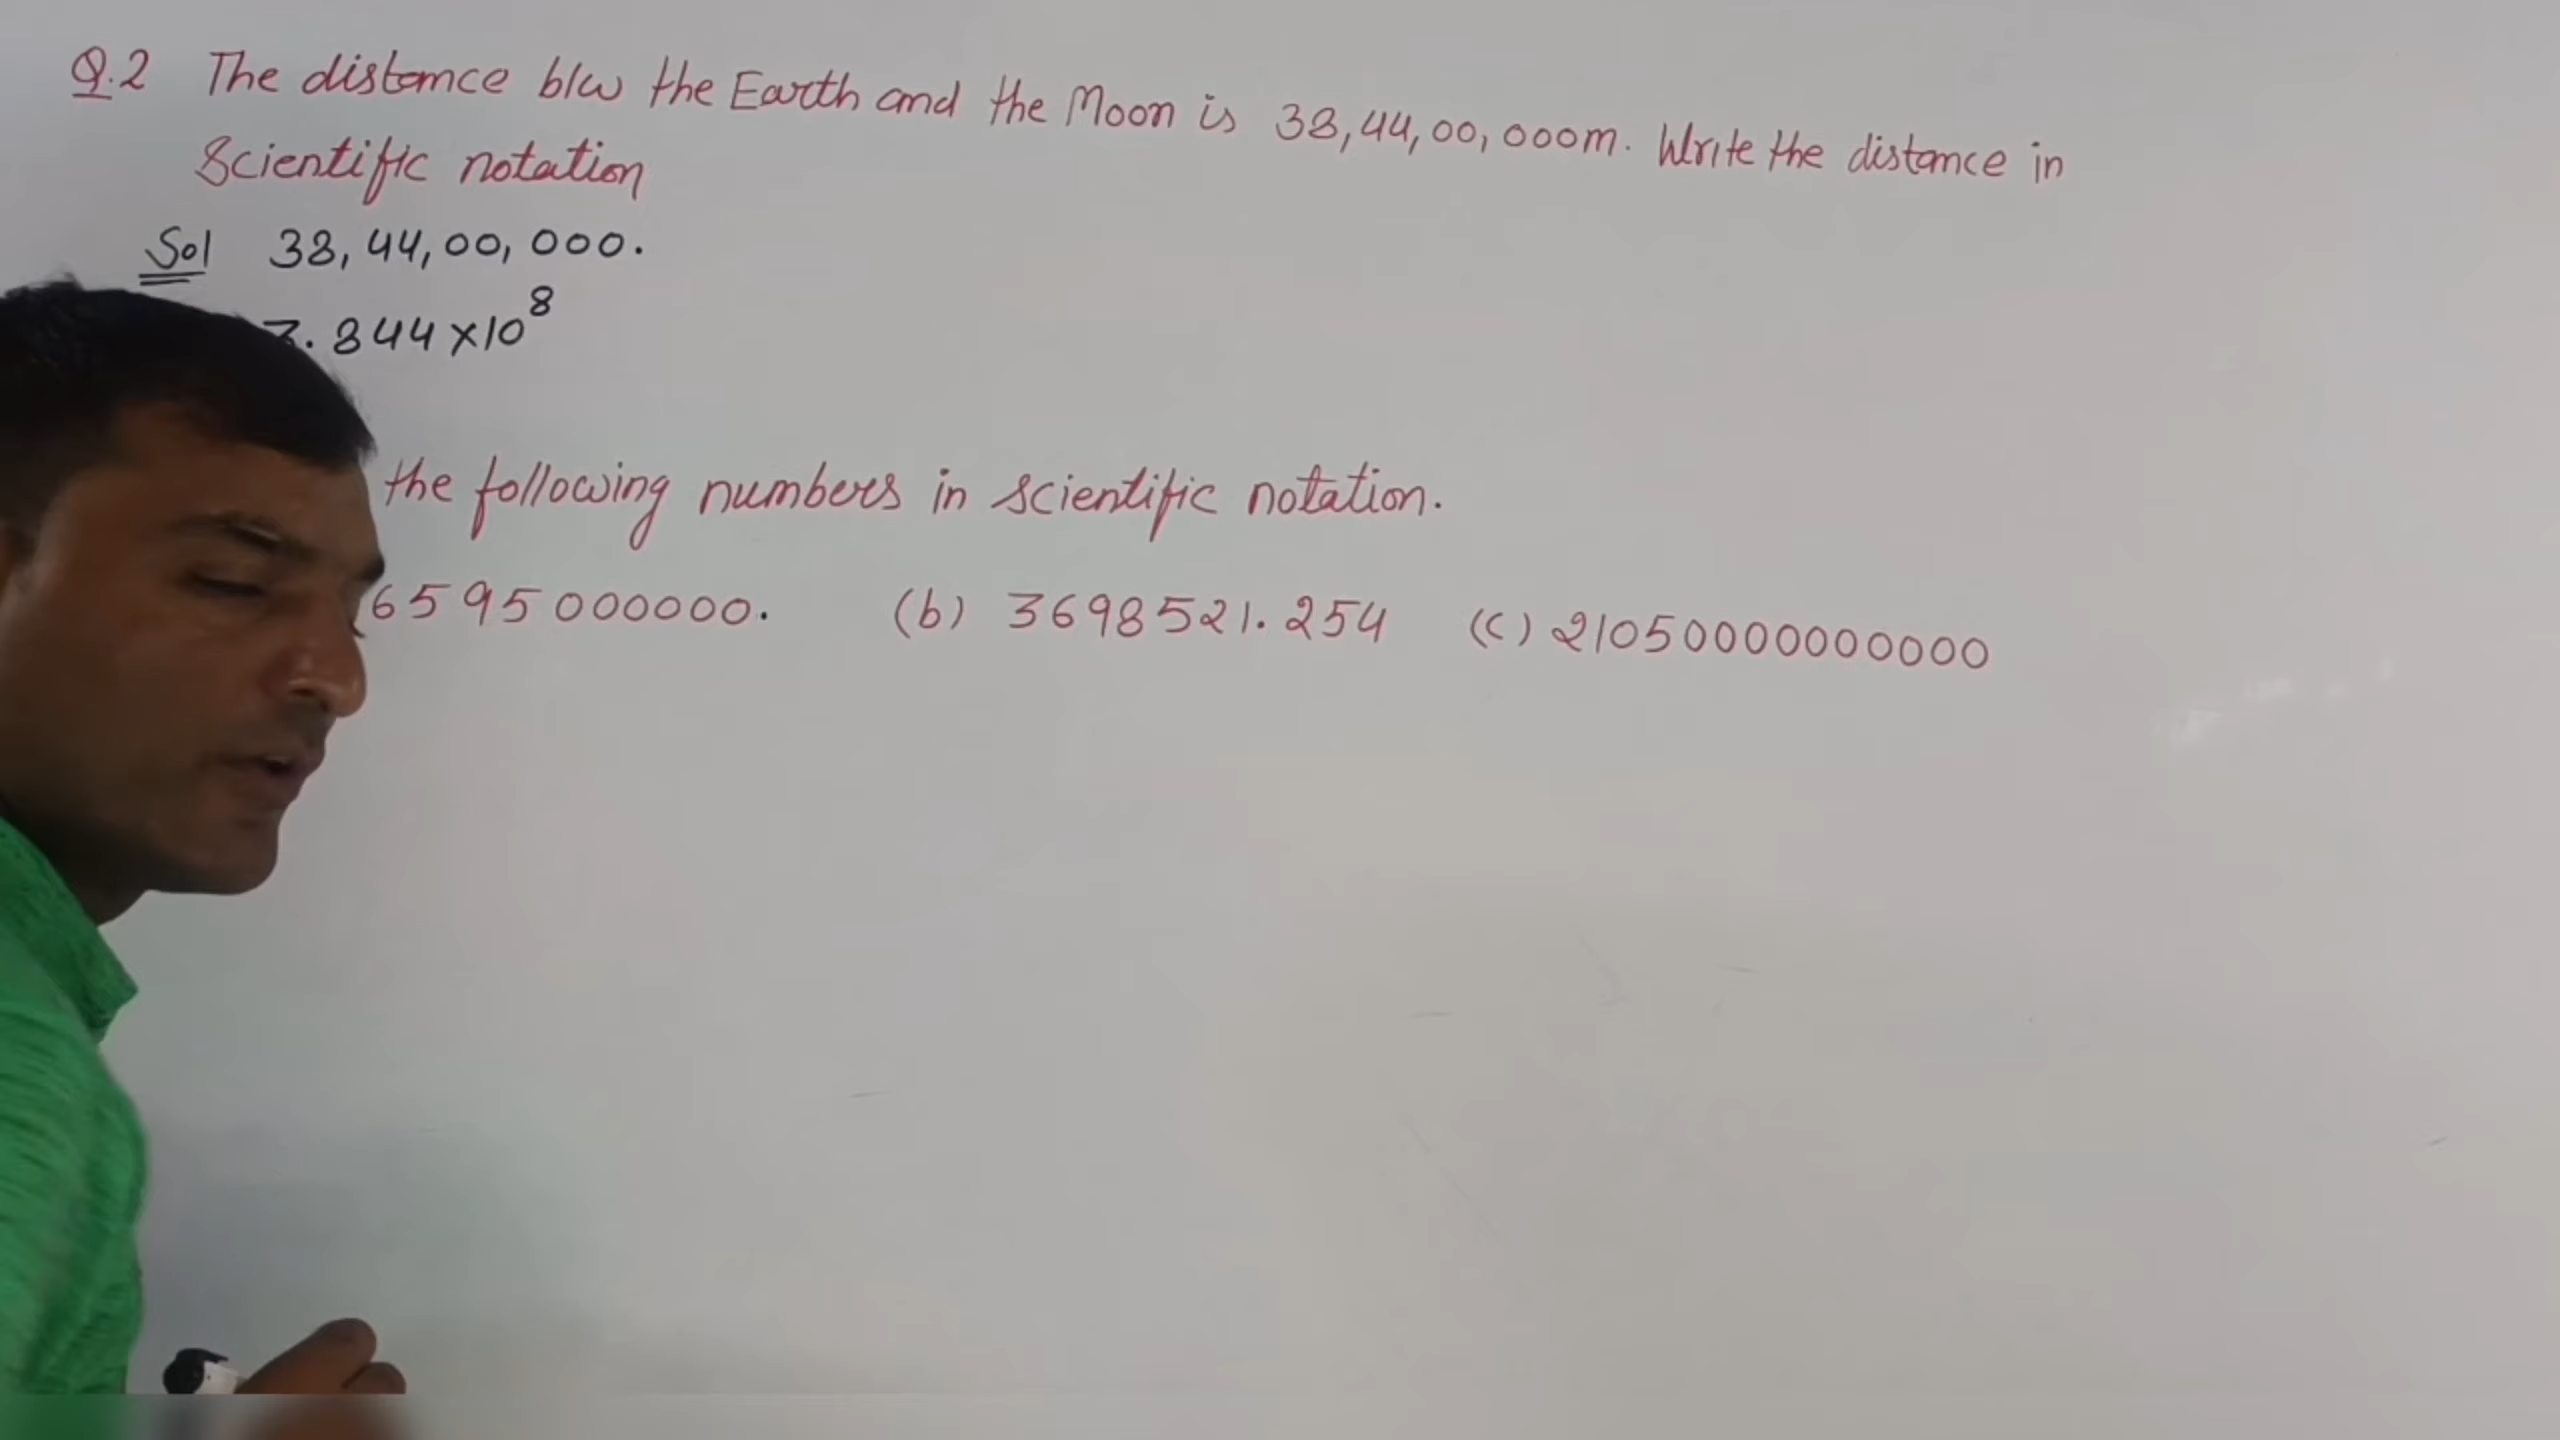 Q.2 The distance b/w the Earth and the Moon is 38,44,00,000m. Write the distance in
Scientific notation
Sol 38,44,00,000.
3.844×10⁸
the following numbers in scientific notation.
6595000000. (b) 3698521.254 (c) 21050000000000